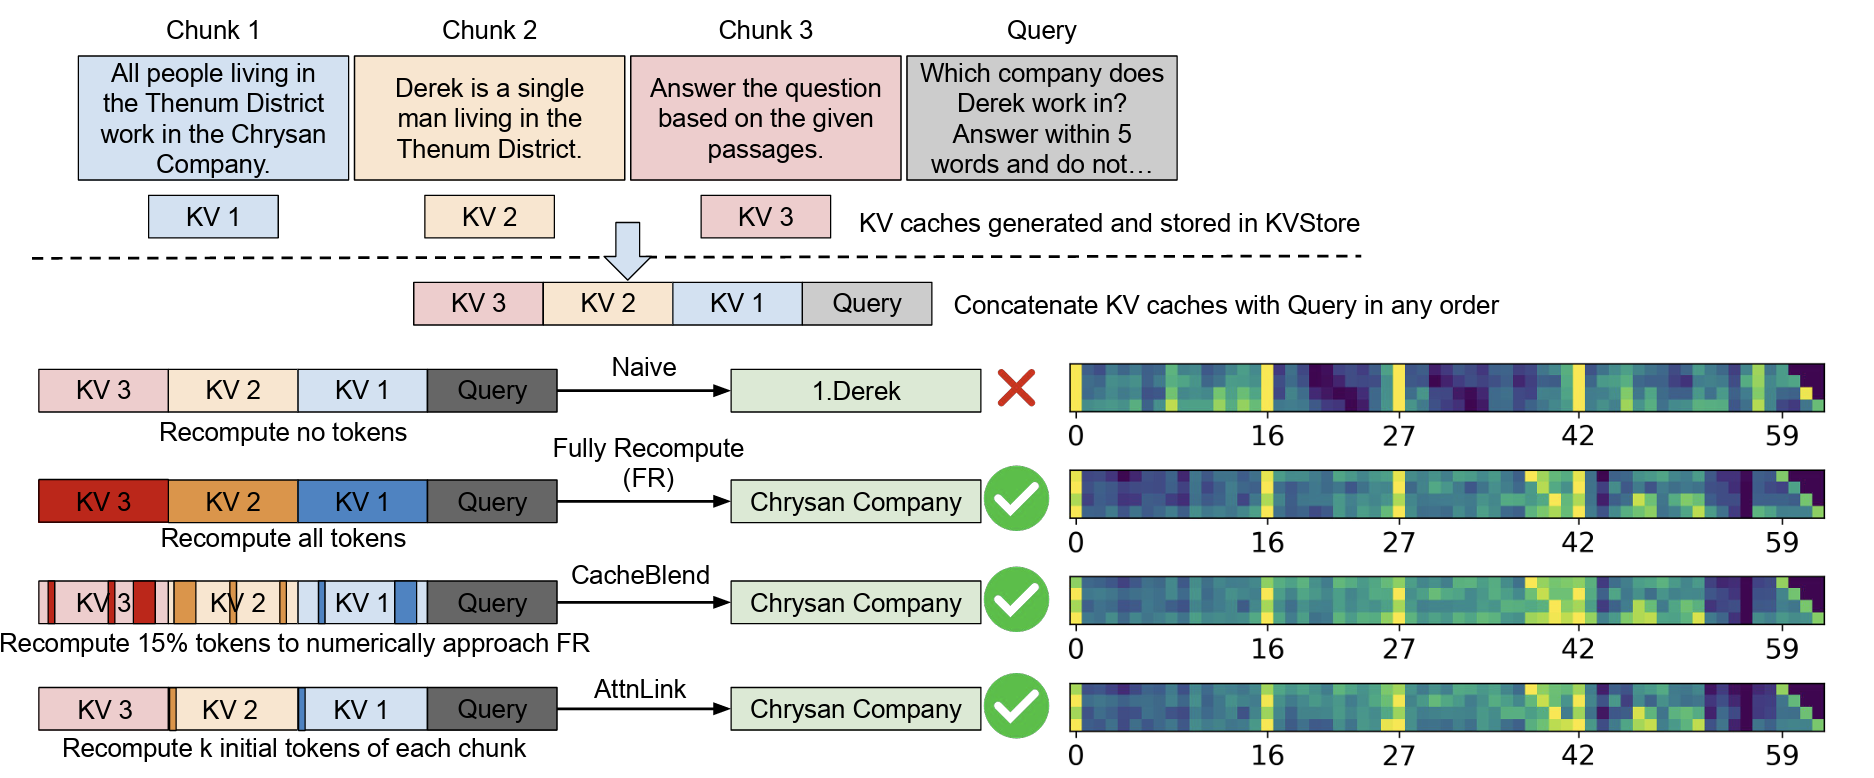 Chunk 1
Chunk 2
Chunk 3
Query
All people living in
the Thenum District
work in the Chrysan
Company.
Derek is a single
man living in the
Thenum District.
Answer the question
based on the given
passages.
Which company does
Derek work in?
Answer within 5
words and do not…
KV 1
KV 2
KV 3
KV caches generated and stored in KVStore
KV 3
KV 2
KV 1
Query
Concatenate KV caches with Query in any order
KV 3
KV 2
KV 1
Query
Naive
1.Derek
Recompute no tokens
0 16 27 42 59
KV 3
KV 2
KV 1
Query
Fully Recompute
(FR)
Chrysan Company
Recompute all tokens
0 16 27 42 59
KV 3
KV 2
KV 1
Query
CacheBlend
Chrysan Company
Recompute 15% tokens to numerically approach FR
0 16 27 42 59
KV 3
KV 2
KV 1
Query
AttnLink
Chrysan Company
Recompute k initial tokens of each chunk
0 16 27 42 59